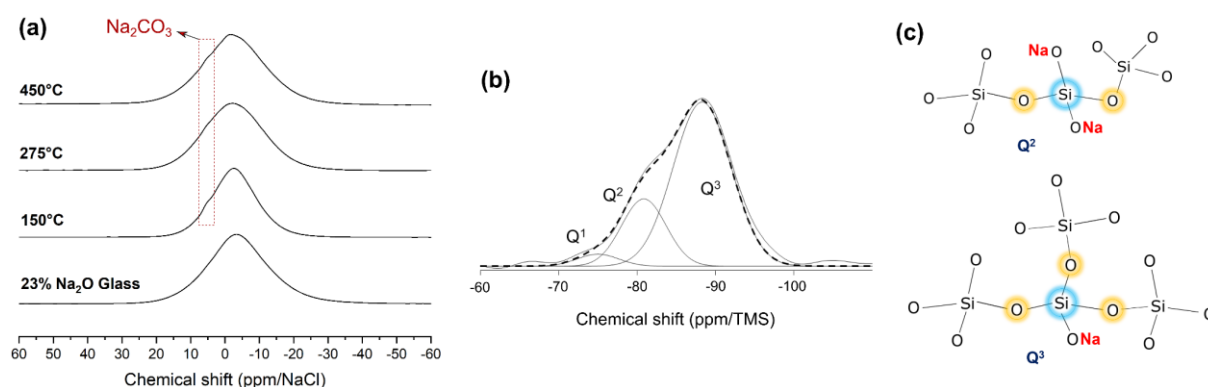 (a)
Na₂CO₃
450°C
275°C
150°C
23% Na₂O Glass
60 50 40 30 20 10 0 -10 -20 -30 -40 -50 -60
Chemical shift (ppm/NaCl)
(b)
Q¹
Q²
Q³
-60 -70 -80 -90 -100
Chemical shift (ppm/TMS)
(c)
Na O O O
O Si O
O Si O Si O O
O O O Na
Q²
O
Si O
O
O
O O O
O Si O Si O Si O
O O Na O
Q³